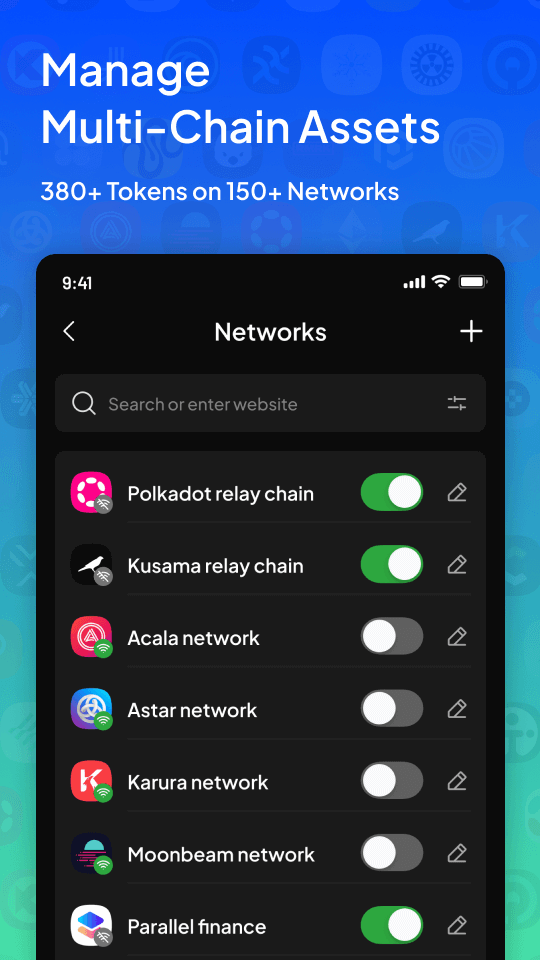 Manage
Multi-Chain Assets
380+ Tokens on 150+ Networks
9:41
Networks
Search or enter website
Polkadot relay chain
Kusama relay chain
Acala network
Astar network
Karura network
Moonbeam network
Parallel finance